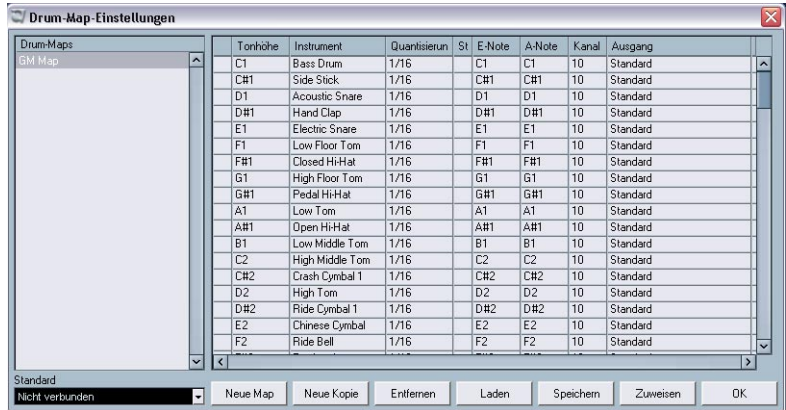 Drum-Map-Einstellungen
Drum-Maps
GM Map
Tonhöhe Instrument Quantisierun St E-Note A-Note Kanal Ausgang
C1 Bass Drum 1/16 C1 C1 10 Standard
C#1 Side Stick 1/16 C#1 C#1 10 Standard
D1 Acoustic Snare 1/16 D1 D1 10 Standard
D#1 Hand Clap 1/16 D#1 D#1 10 Standard
E1 Electric Snare 1/16 E1 E1 10 Standard
F1 Low Floor Tom 1/16 F1 F1 10 Standard
F#1 Closed Hi-Hat 1/16 F#1 F#1 10 Standard
G1 High Floor Tom 1/16 G1 G1 10 Standard
G#1 Pedal Hi-Hat 1/16 G#1 G#1 10 Standard
A1 Low Tom 1/16 A1 A1 10 Standard
A#1 Open Hi-Hat 1/16 A#1 A#1 10 Standard
B1 Low Middle Tom 1/16 B1 B1 10 Standard
C2 High Middle Tom 1/16 C2 C2 10 Standard
C#2 Crash Cymbal 1 1/16 C#2 C#2 10 Standard
D2 High Tom 1/16 D2 D2 10 Standard
D#2 Ride Cymbal 1 1/16 D#2 D#2 10 Standard
E2 Chinese Cymbal 1/16 E2 E2 10 Standard
F2 Ride Bell 1/16 F2 F2 10 Standard
Standard
Nicht verbunden
Neue Map Neue Kopie Entfernen Laden Speichern Zuweisen OK